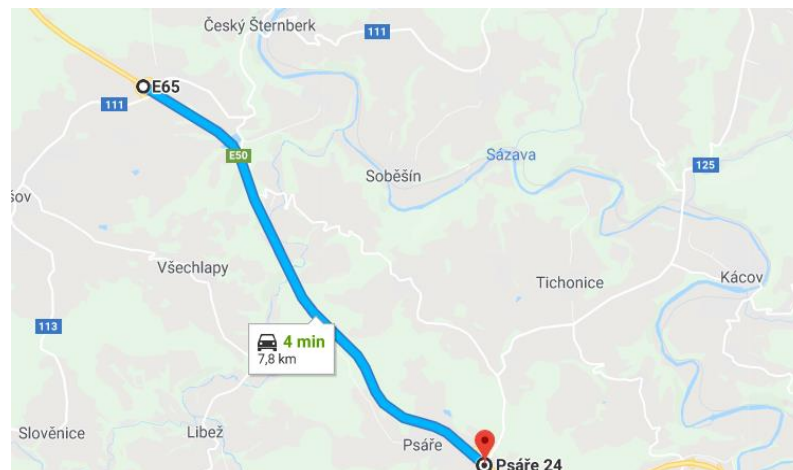 Český Šternberk
111
E65
111
E50
Sázava
125
Soběšín
šov
Všechlapy
Tichonice
Kácov
113
4 min
7,8 km
Slověnice
Libež
Psáře
Psáře 24